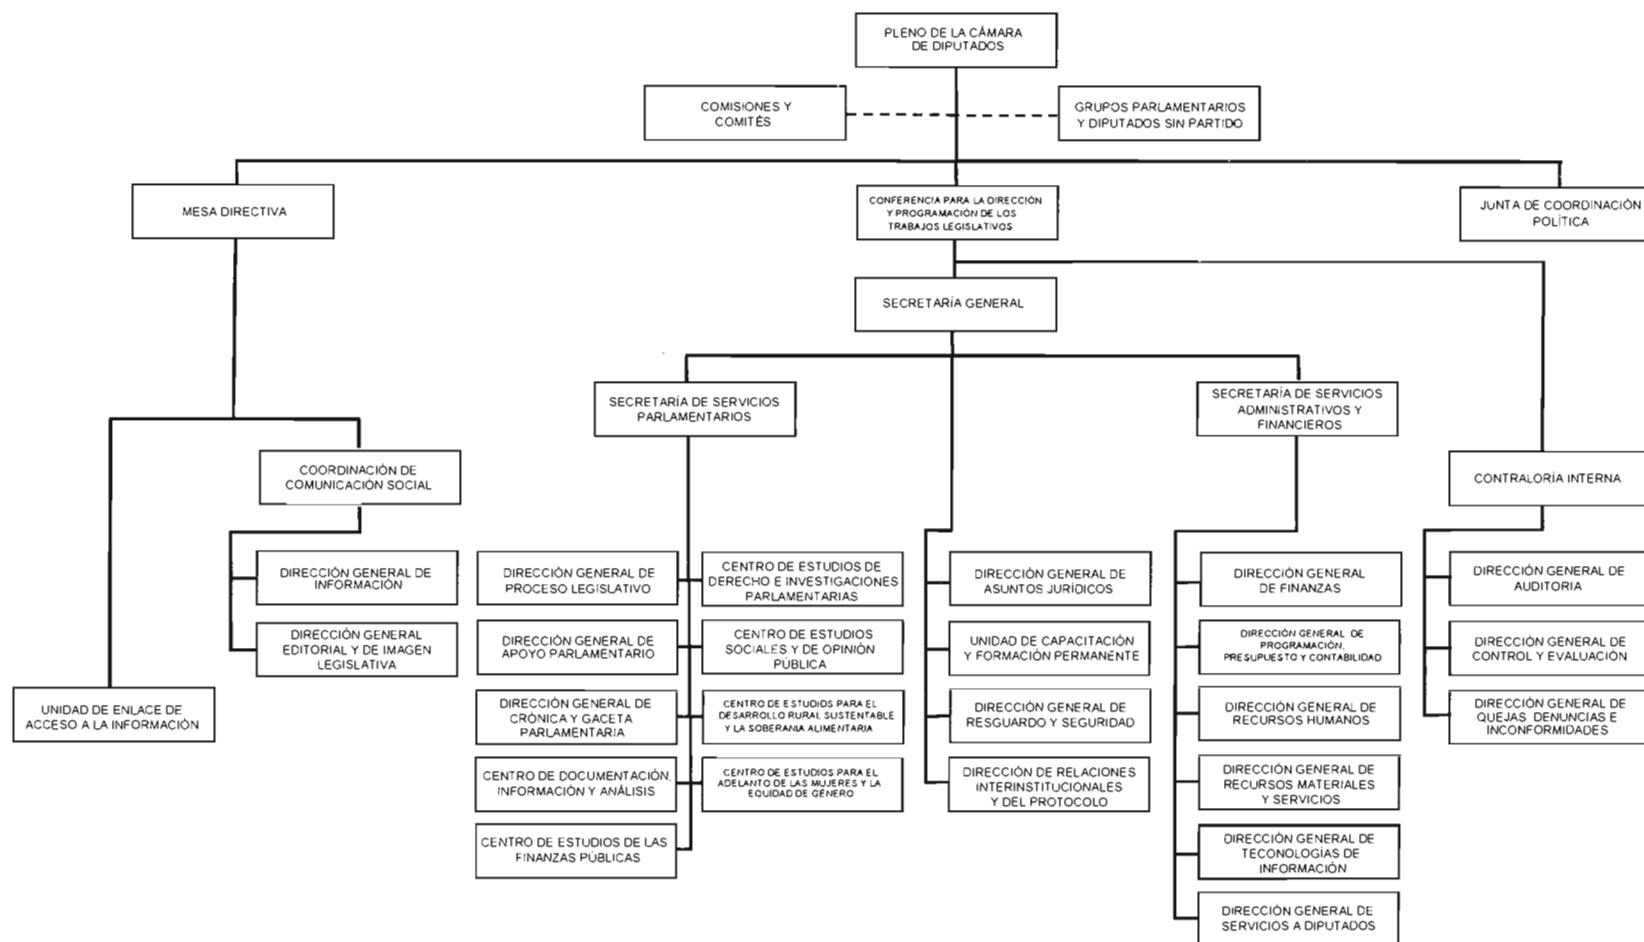 PLENO DE LA CÁMARA
DE DIPUTADOS
COMISIONES Y
COMITÉS
GRUPOS PARLAMENTARIOS
Y DIPUTADOS SIN PARTIDO
MESA DIRECTIVA
CONFERENCIA PARA LA DIRECCIÓN
Y PROGRAMACIÓN DE LOS
TRABAJOS LEGISLATIVOS
JUNTA DE COORDINACIÓN
POLÍTICA
SECRETARÍA GENERAL
SECRETARÍA DE SERVICIOS
PARLAMENTARIOS
SECRETARÍA DE SERVICIOS
ADMINISTRATIVOS Y
FINANCIEROS
COORDINACIÓN DE
COMUNICACIÓN SOCIAL
CONTRALORÍA INTERNA
DIRECCIÓN GENERAL DE
INFORMACIÓN
DIRECCIÓN GENERAL
EDITORIAL Y DE IMAGEN
LEGISLATIVA
UNIDAD DE ENLACE DE
ACCESO A LA INFORMACIÓN
DIRECCIÓN GENERAL DE
PROCESO LEGISLATIVO
DIRECCIÓN GENERAL DE
APOYO PARLAMENTARIO
DIRECCIÓN GENERAL DE
CRÓNICA Y GACETA
PARLAMENTARIA
CENTRO DE DOCUMENTACIÓN,
INFORMACIÓN Y ANÁLISIS
CENTRO DE ESTUDIOS DE LAS
FINANZAS PÚBLICAS
CENTRO DE ESTUDIOS DE
DERECHO E INVESTIGACIONES
PARLAMENTARIAS
CENTRO DE ESTUDIOS
SOCIALES Y DE OPINIÓN
PÚBLICA
CENTRO DE ESTUDIOS PARA EL
DESARROLLO RURAL SUSTENTABLE
Y LA SOBERANIA ALIMENTARIA
CENTRO DE ESTUDIOS PARA EL
ADELANTO DE LAS MUJERES Y LA
EQUIDAD DE GÉNERO
DIRECCIÓN GENERAL DE
ASUNTOS JURÍDICOS
UNIDAD DE CAPACITACIÓN
Y FORMACIÓN PERMANENTE
DIRECCIÓN GENERAL DE
RESGUARDO Y SEGURIDAD
DIRECCIÓN DE RELACIONES
INTERINSTITUCIONALES
Y DEL PROTOCOLO
DIRECCIÓN GENERAL
DE FINANZAS
DIRECCIÓN GENERAL DE
PROGRAMACIÓN,
PRESUPUESTO Y CONTABILIDAD
DIRECCIÓN GENERAL DE
RECURSOS HUMANOS
DIRECCIÓN GENERAL DE
RECURSOS MATERIALES
Y SERVICIOS
DIRECCIÓN GENERAL DE
TECONOLOGÍAS DE
INFORMACIÓN
DIRECCIÓN GENERAL DE
SERVICIOS A DIPUTADOS
DIRECCIÓN GENERAL DE
AUDITORIA
DIRECCIÓN GENERAL DE
CONTROL Y EVALUACIÓN
DIRECCIÓN GENERAL DE
QUEJAS DENUNCIAS E
INCONFORMIDADES